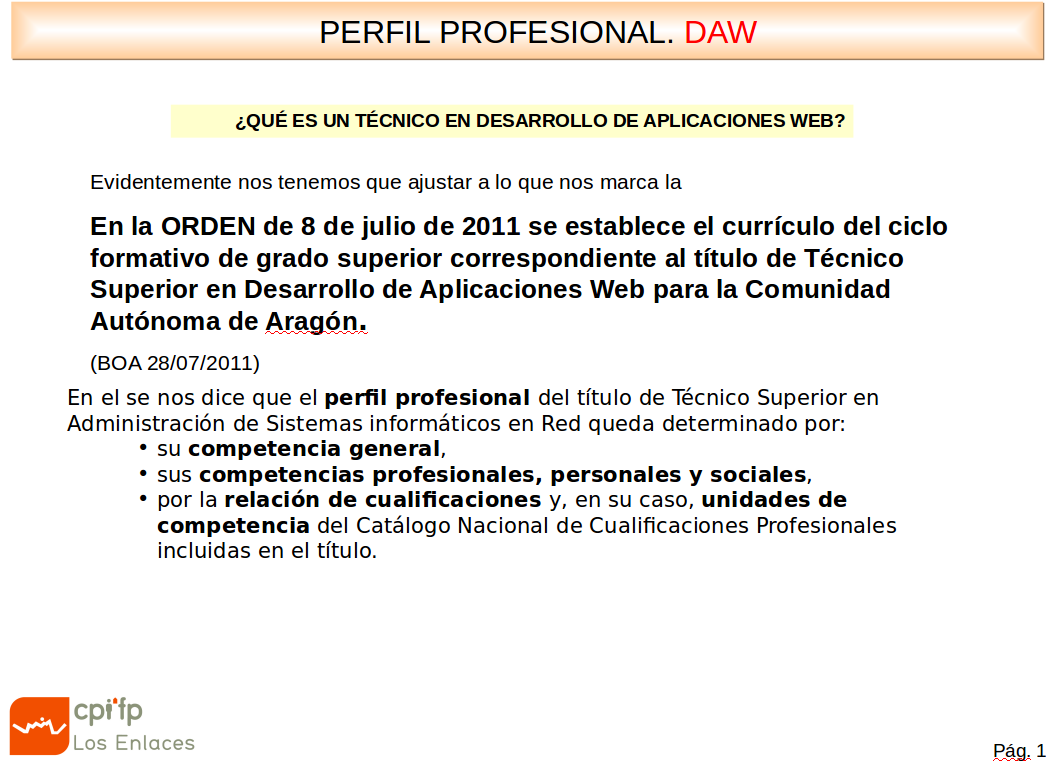 PERFIL PROFESIONAL. DAW
¿QUÉ ES UN TÉCNICO EN DESARROLLO DE APLICACIONES WEB?
Evidentemente nos tenemos que ajustar a lo que nos marca la
En la ORDEN de 8 de julio de 2011 se establece el currículo del ciclo
formativo de grado superior correspondiente al título de Técnico
Superior en Desarrollo de Aplicaciones Web para la Comunidad
Autónoma de Aragón.
(BOA 28/07/2011)
En el se nos dice que el perfil profesional del título de Técnico Superior en
Administración de Sistemas informáticos en Red queda determinado por:
• su competencia general,
• sus competencias profesionales, personales y sociales,
• por la relación de cualificaciones y, en su caso, unidades de
competencia del Catálogo Nacional de Cualificaciones Profesionales
incluidas en el título.
cpifp
Los Enlaces
Pág. 1